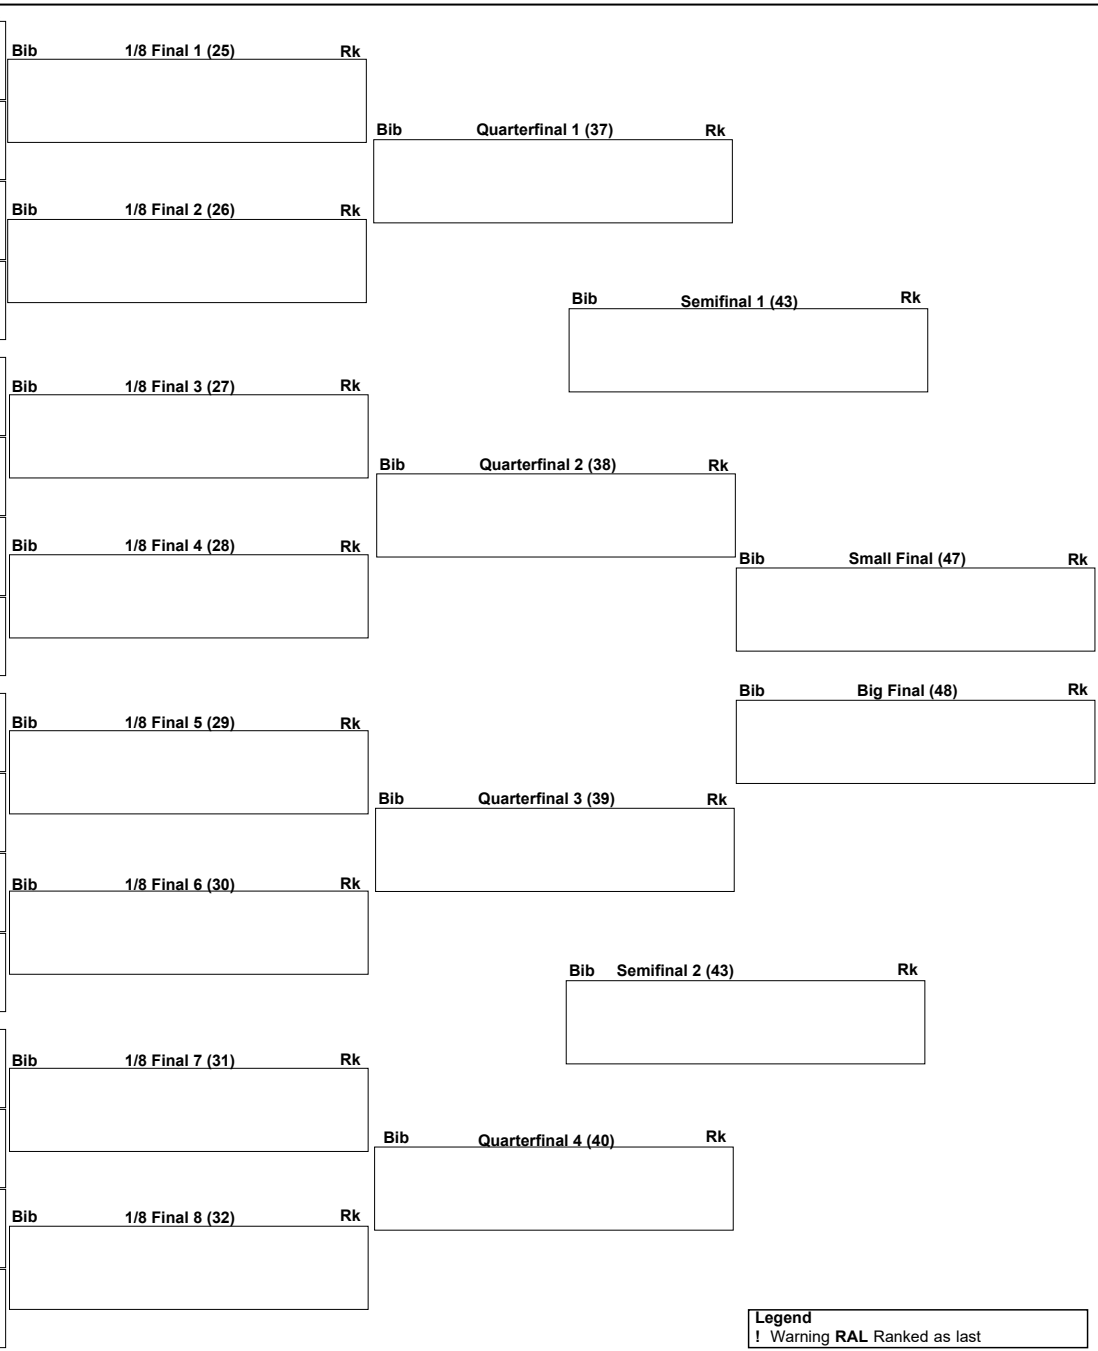 Bib 1/8 Final 1 (25) Rk
Bib Quarterfinal 1 (37) Rk
Bib 1/8 Final 2 (26) Rk
Bib Semifinal 1 (43) Rk
Bib 1/8 Final 3 (27) Rk
Bib Quarterfinal 2 (38) Rk
Bib 1/8 Final 4 (28) Rk
Bib Small Final (47) Rk
Bib Big Final (48) Rk
Bib 1/8 Final 5 (29) Rk
Bib Quarterfinal 3 (39) Rk
Bib 1/8 Final 6 (30) Rk
Bib Semifinal 2 (43) Rk
Bib 1/8 Final 7 (31) Rk
Bib Quarterfinal 4 (40) Rk
Bib 1/8 Final 8 (32) Rk
Legend
! Warning RAL Ranked as last